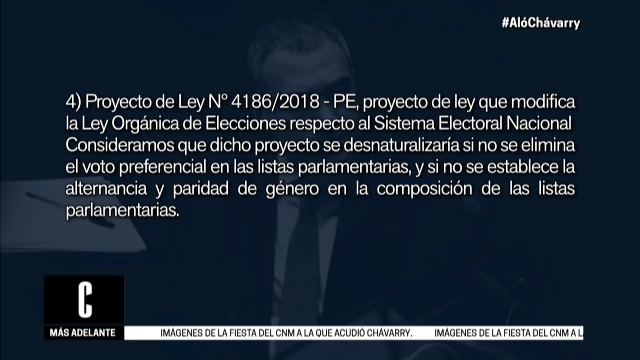 #AlóChávarry
4) Proyecto de Ley N° 4186/2018 - PE, proyecto de ley que modifica
la Ley Orgánica de Elecciones respecto al Sistema Electoral Nacional
Consideramos que dicho proyecto se desnaturalizaría si no se elimina
el voto preferencial en las listas parlamentarias, y si no se establece la
alternancia y paridad de género en la composición de las listas
parlamentarias.
C
MÁS ADELANTE
IMÁGENES DE LA FIESTA DEL CNM A LA QUE ACUDIÓ CHÁVARRY. IMÁGENES DE LA FIESTA DEL CNM A L